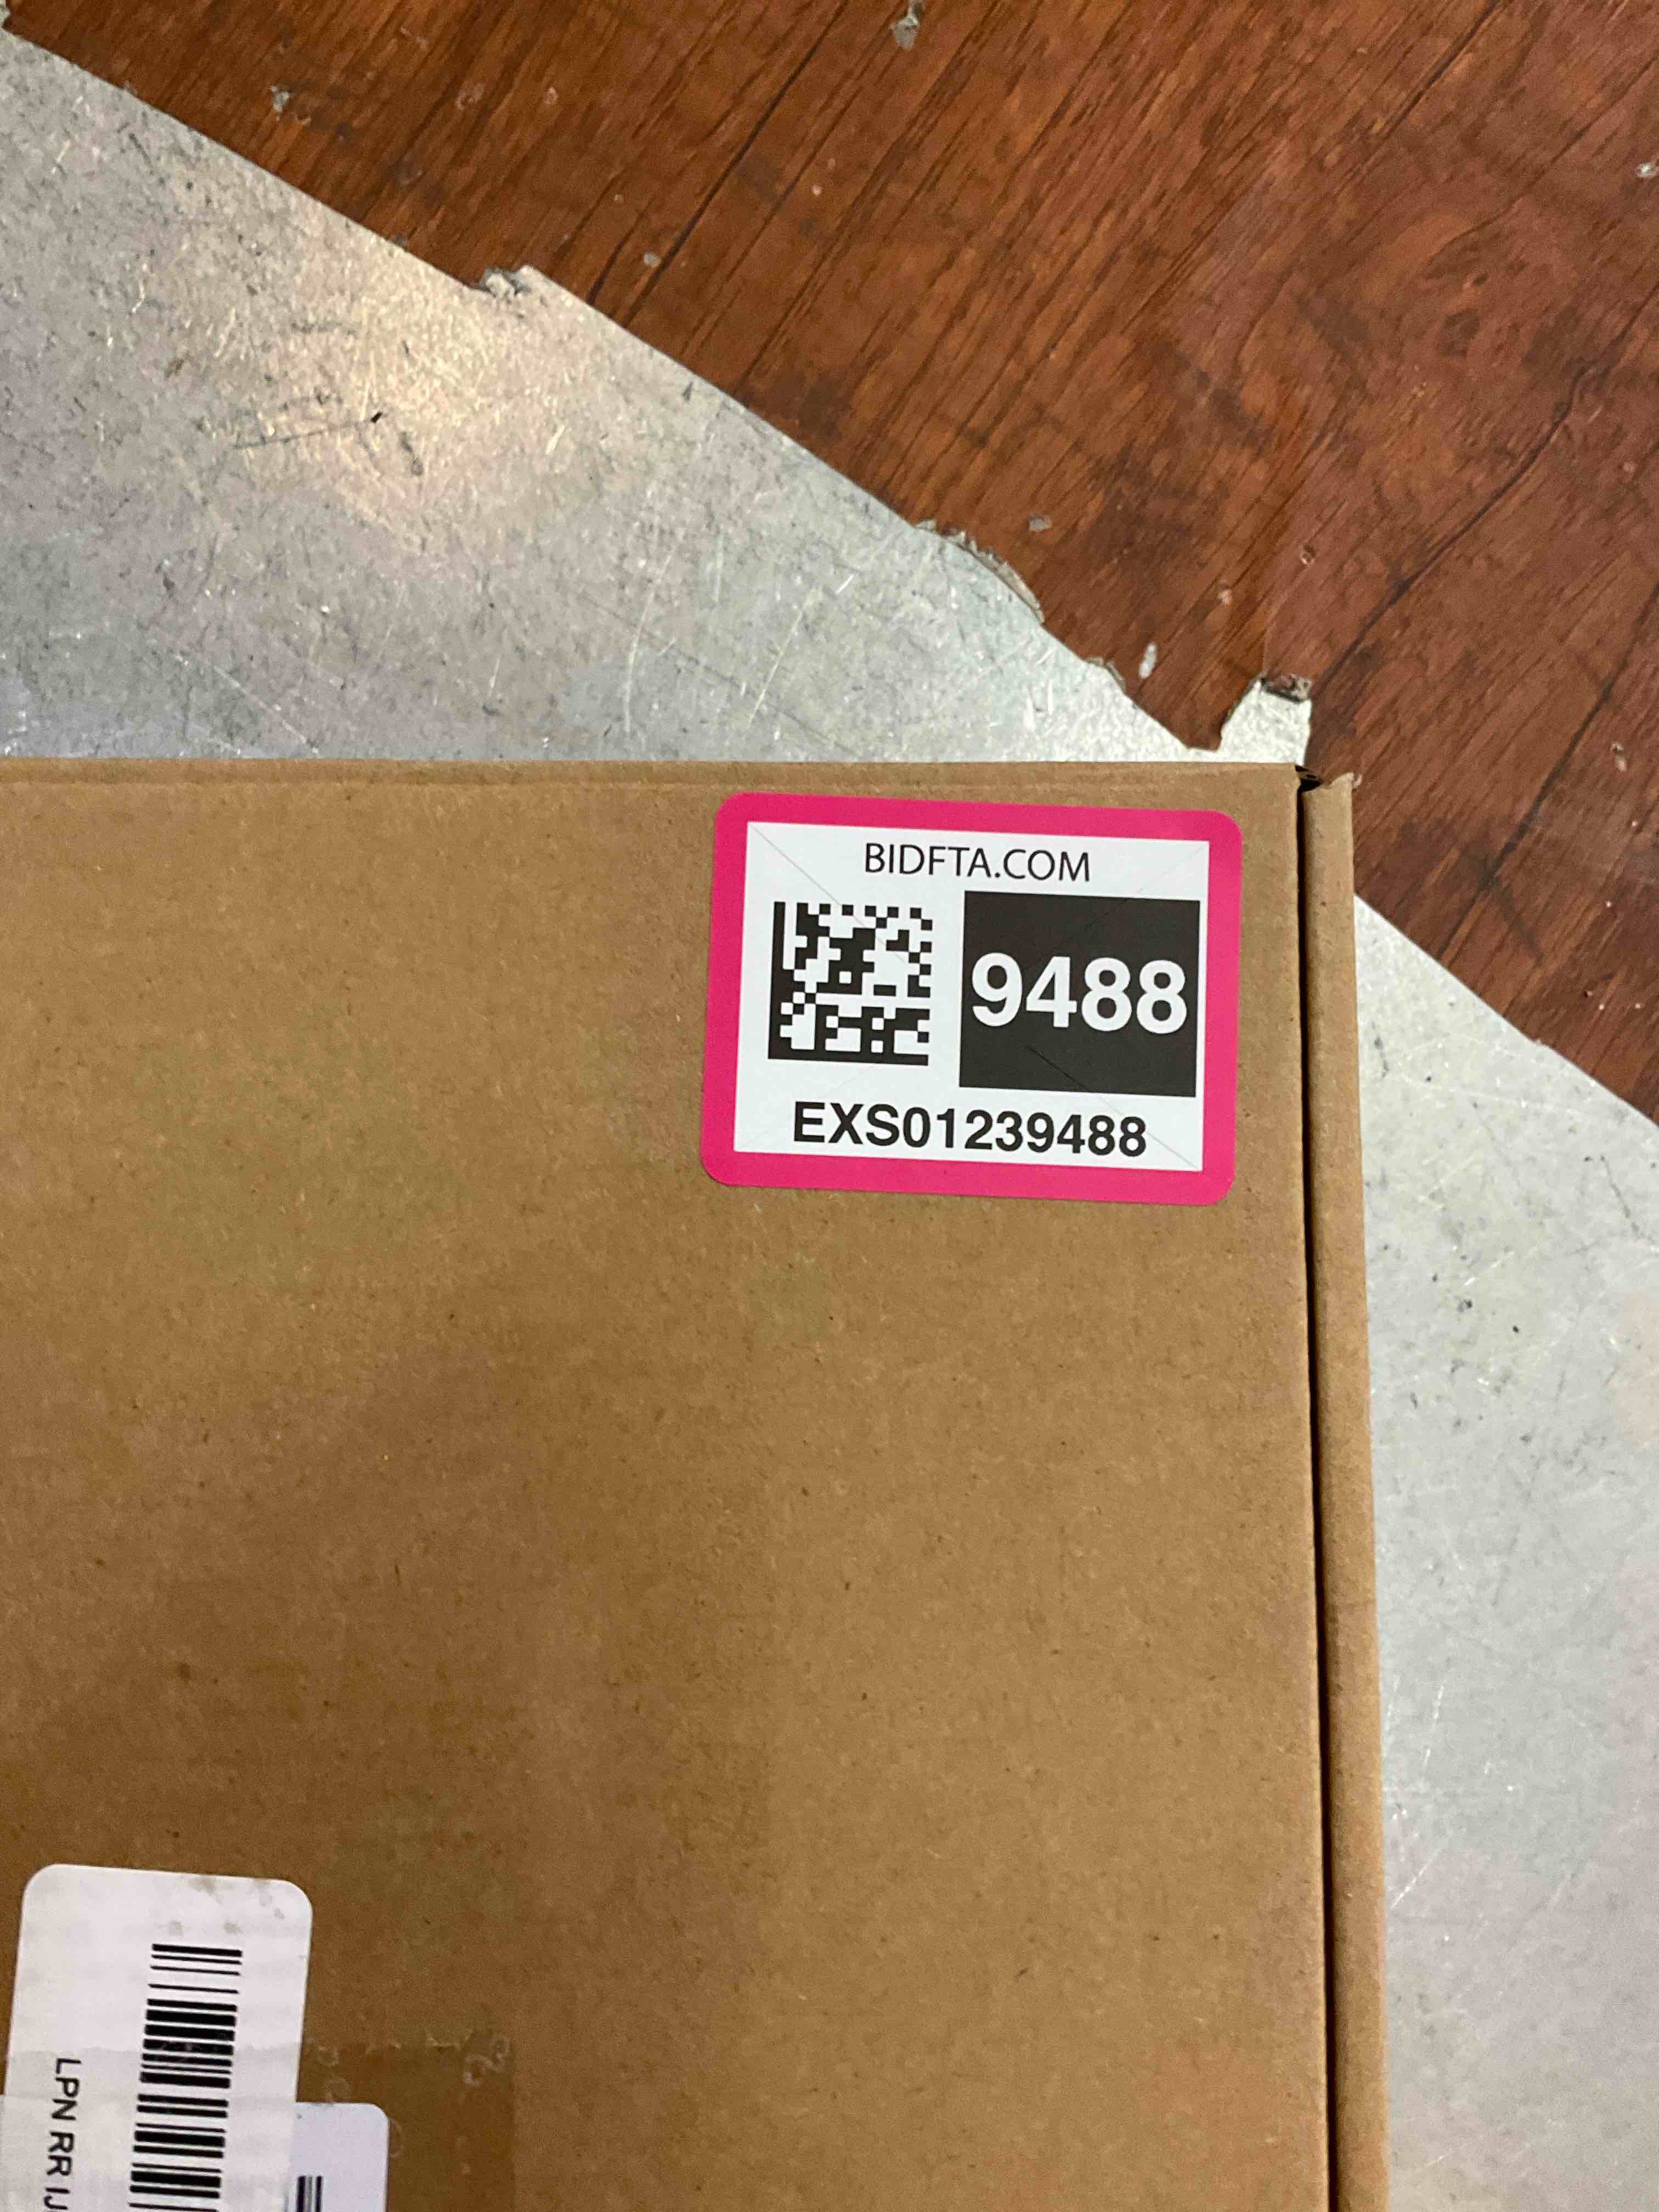 BIDFTA.COM
9488
EXS01239488
LPN RR